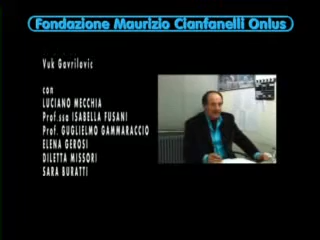 Fondazione Maurizio Cianfanelli Onlus
Vuk Gavrilovic
con
LUCIANO MECCHIA
Prof.ssa ISABELLA FUSANI
Prof. GUGLIELMO GAMMARACCIO
ELENA GEROSI
DILETTA MISSORI
SARA BURATTI